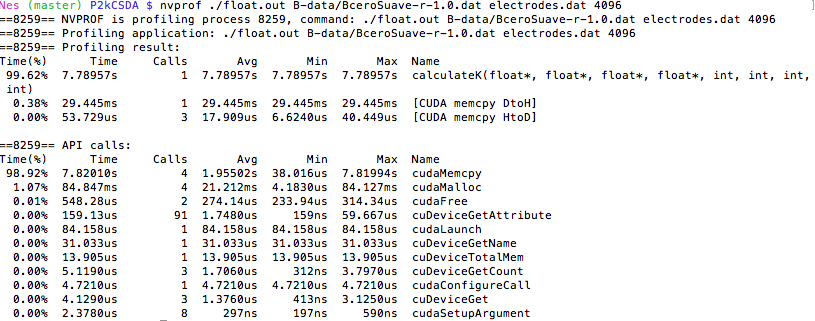 Nes (master) P2kCSDA $ nvprof ./float.out B-data/BceroSuave-r-1.0.dat electrodes.dat 4096 ]
==8259== NVPROF is profiling process 8259, command: ./float.out B-data/BceroSuave-r-1.0.dat electrodes.dat 4096
==8259== Profiling application: ./float.out B-data/BceroSuave-r-1.0.dat electrodes.dat 4096
==8259== Profiling result:
Time(%) Time Calls Avg Min Max Name
99.62% 7.78957s 1 7.78957s 7.78957s 7.78957s calculateK(float*, float*, float*, float*, int, int, int,
int)
0.38% 29.445ms 1 29.445ms 29.445ms 29.445ms [CUDA memcpy DtoH]
0.00% 53.729us 3 17.909us 6.6240us 40.449us [CUDA memcpy HtoD]
==8259== API calls:
Time(%) Time Calls Avg Min Max Name
98.92% 7.82010s 4 1.95502s 38.016us 7.81994s cudaMemcpy
1.07% 84.847ms 4 21.212ms 4.1830us 84.127ms cudaMalloc
0.01% 548.28us 2 274.14us 233.94us 314.34us cudaFree
0.00% 159.13us 91 1.7480us 159ns 59.667us cuDeviceGetAttribute
0.00% 84.158us 1 84.158us 84.158us 84.158us cudaLaunch
0.00% 31.033us 1 31.033us 31.033us 31.033us cuDeviceGetName
0.00% 13.905us 1 13.905us 13.905us 13.905us cuDeviceTotalMem
0.00% 5.1190us 3 1.7060us 312ns 3.7970us cuDeviceGetCount
0.00% 4.7210us 1 4.7210us 4.7210us 4.7210us cudaConfigureCall
0.00% 4.1290us 3 1.3760us 413ns 3.1250us cuDeviceGet
0.00% 2.3780us 8 297ns 197ns 590ns cudaSetupArgument